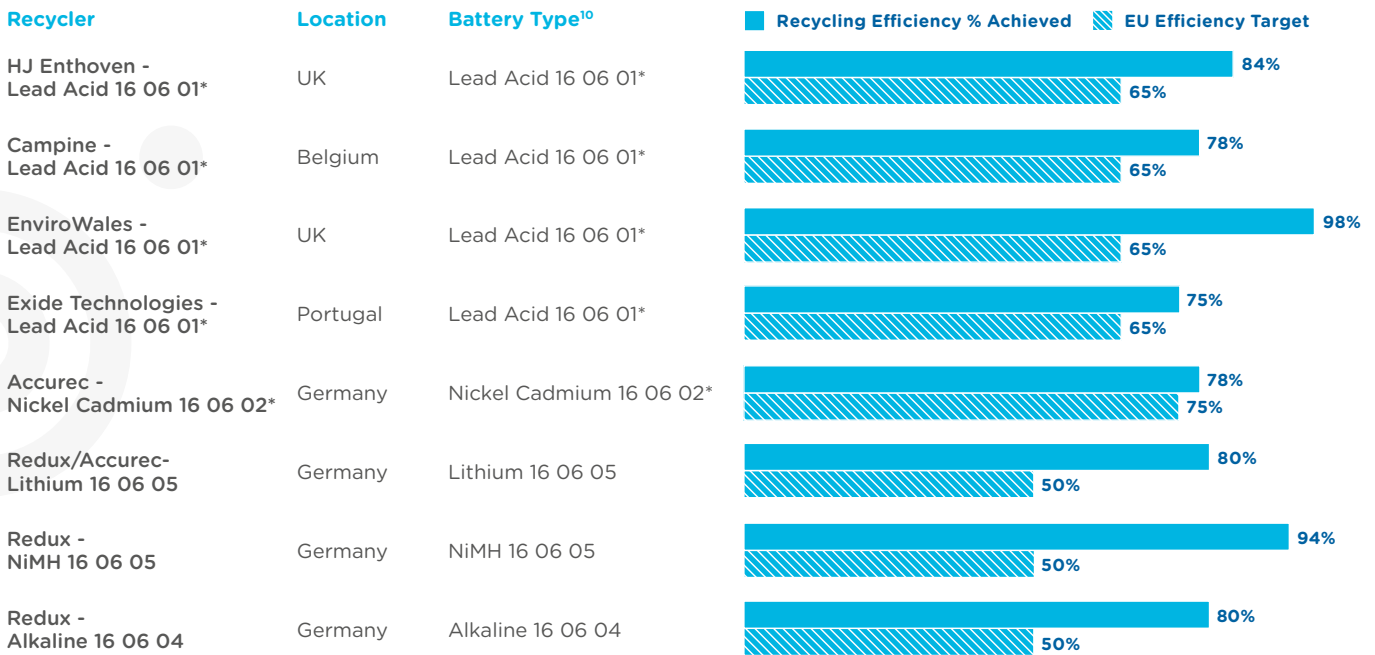 Recycler Location Battery Type10 Recycling Efficiency % Achieved EU Efficiency Target
HJ Enthoven -
Lead Acid 16 06 01*
UK
Lead Acid 16 06 01*
84%
65%
Campine -
Lead Acid 16 06 01*
Belgium
Lead Acid 16 06 01*
78%
65%
EnviroWales -
Lead Acid 16 06 01*
UK
Lead Acid 16 06 01*
98%
65%
Exide Technologies -
Lead Acid 16 06 01*
Portugal
Lead Acid 16 06 01*
75%
65%
Accurec -
Nickel Cadmium 16 06 02*
Germany
Nickel Cadmium 16 06 02*
78%
75%
Redux/Accurec-
Lithium 16 06 05
Germany
Lithium 16 06 05
80%
50%
Redux -
NiMH 16 06 05
Germany
NiMH 16 06 05
94%
50%
Redux -
Alkaline 16 06 04
Germany
Alkaline 16 06 04
80%
50%